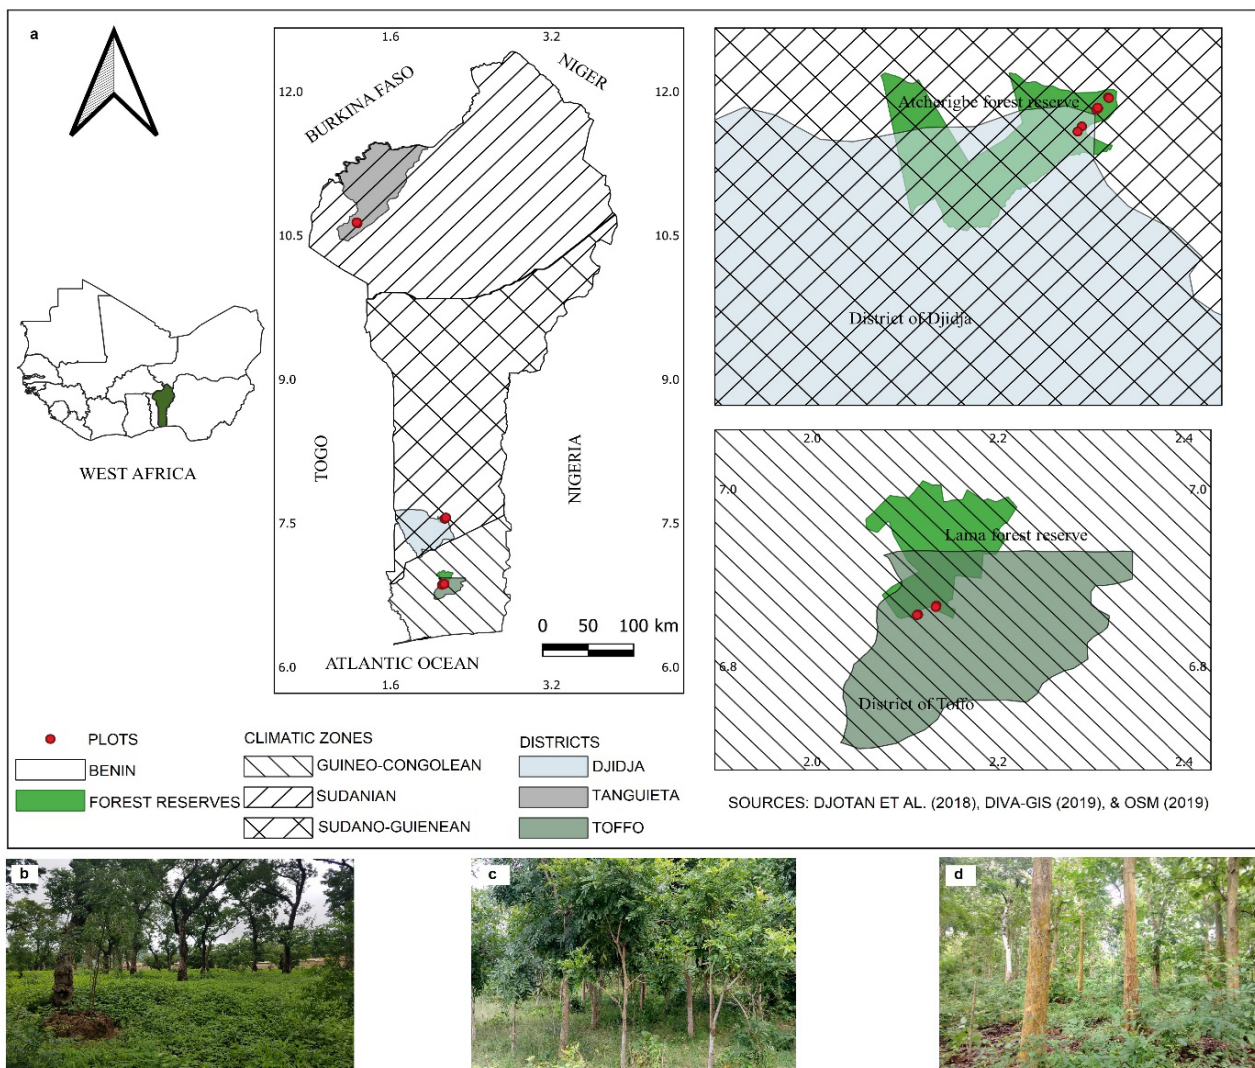 a
1.6
3.2
12.0
12.0
BURKINA FASO
NIGER
10.5
10.5
9.0
9.0
TOGO
NIGERIA
7.5
7.5
0 50 100 km
ATLANTIC OCEAN
6.0
6.0
1.6
3.2
WEST AFRICA
Atcherigbe forest reserve
District of Djidja
2.0
2.2
2.4
7.0
7.0
Lama forest reserve
6.8
6.8
District of Toffo
2.0
2.2
2.4
PLOTS
BENIN
FOREST RESERVES
CLIMATIC ZONES
GUINEO-CONGOLEAN
SUDANIAN
SUDANO-GUIENEAN
DISTRICTS
DJIDJA
TANGUIETA
TOFFO
SOURCES: DJOTAN ET AL. (2018), DIVA-GIS (2019), & OSM (2019)
b
c
d